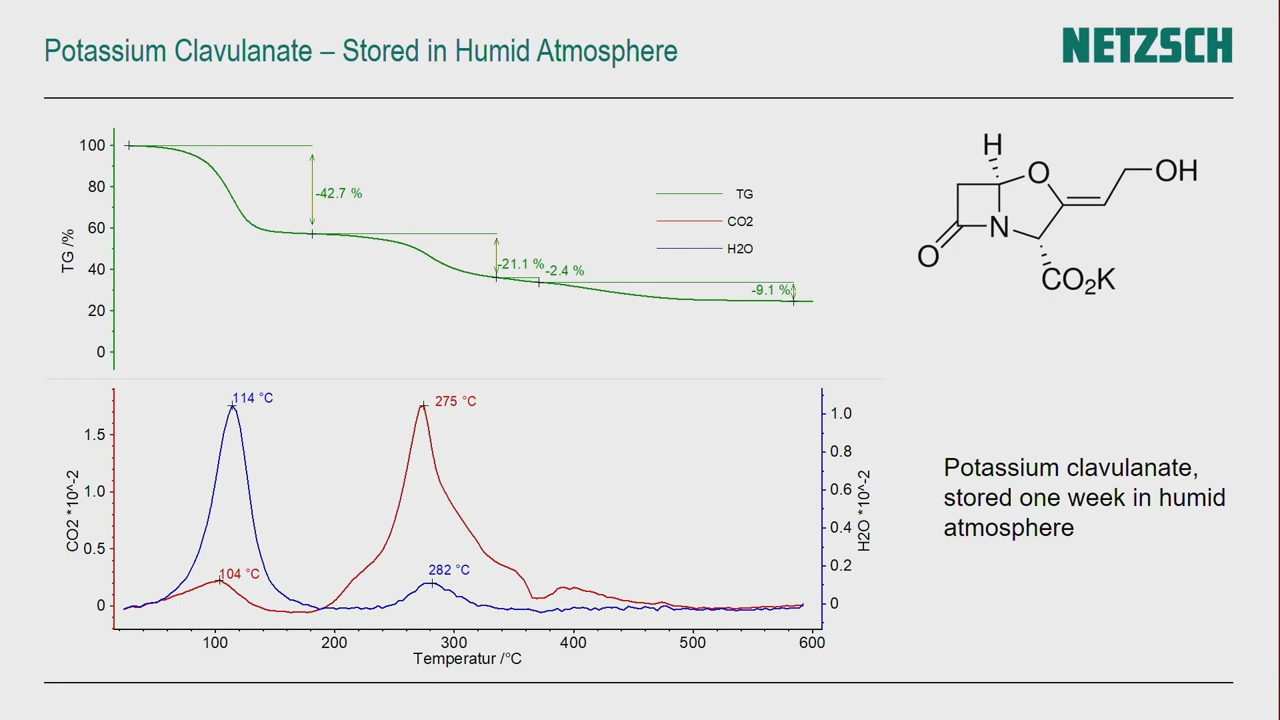 Potassium Clavulanate – Stored in Humid Atmosphere
NETZSCH
TG /%
100
80
60
40
20
0
-42.7 %
-21.1 %
-2.4 %
-9.1 %
TG
CO2
H2O
H
O
OH
N
O
CO₂K
CO2 *10^-2
1.5
1.0
0.5
0
114 °C
104 °C
275 °C
282 °C
1.0
0.8
0.6
0.4
0.2
0
H2O *10^-2
100 200 300 400 500 600
Temperatur /°C
Potassium clavulanate,
stored one week in humid
atmosphere